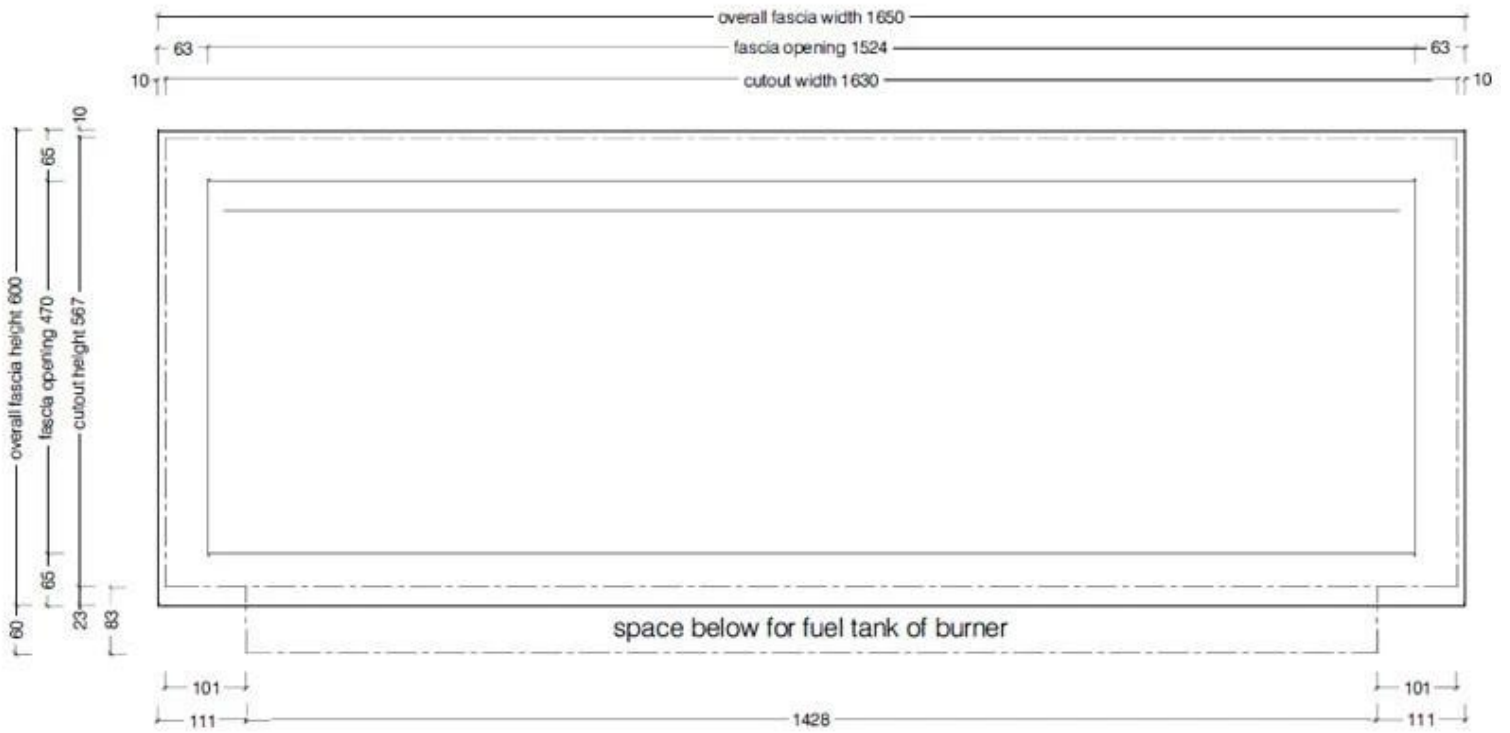 overall fascia width 1650
63 fascia opening 1524 63
10 cutout width 1630 10
overall fascia height 600
60
65
fascia opening 470
65
10
cutout height 567
23
83
space below for fuel tank of burner
101 101
111 1428 111